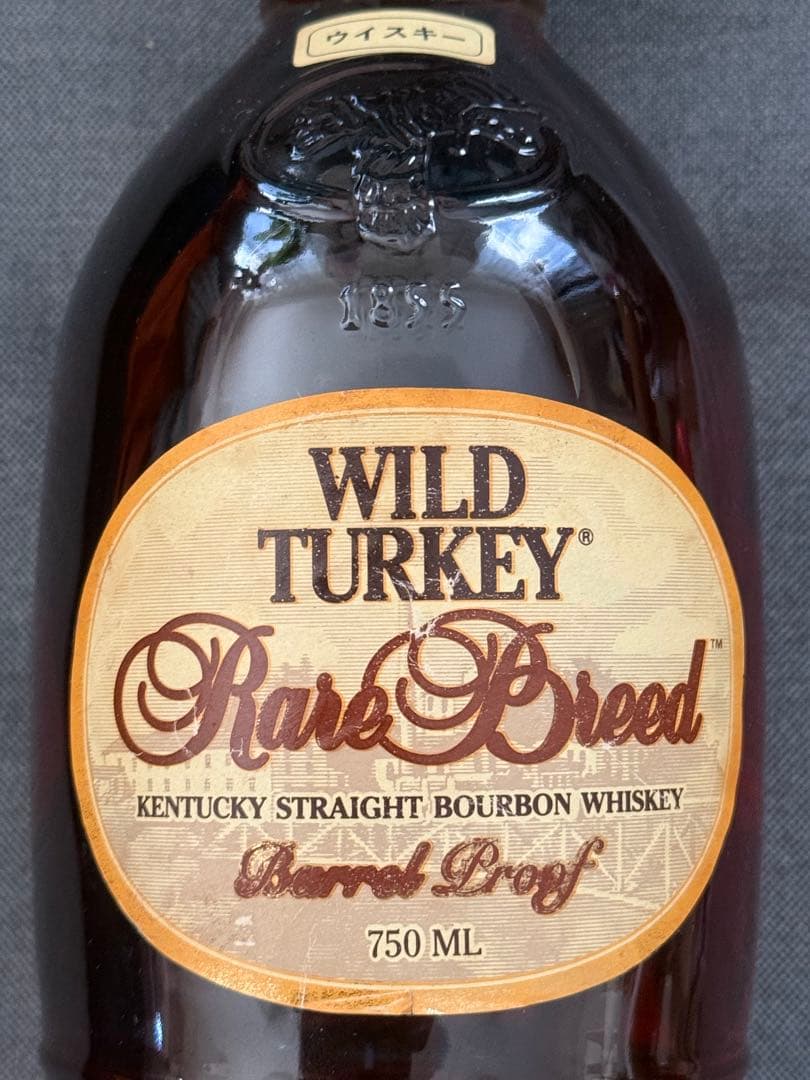 ウイスキー
1855
WILD
TURKEY®
Rare Breed™
KENTUCKY STRAIGHT BOURBON WHISKEY
Barrel Proof
750 ML